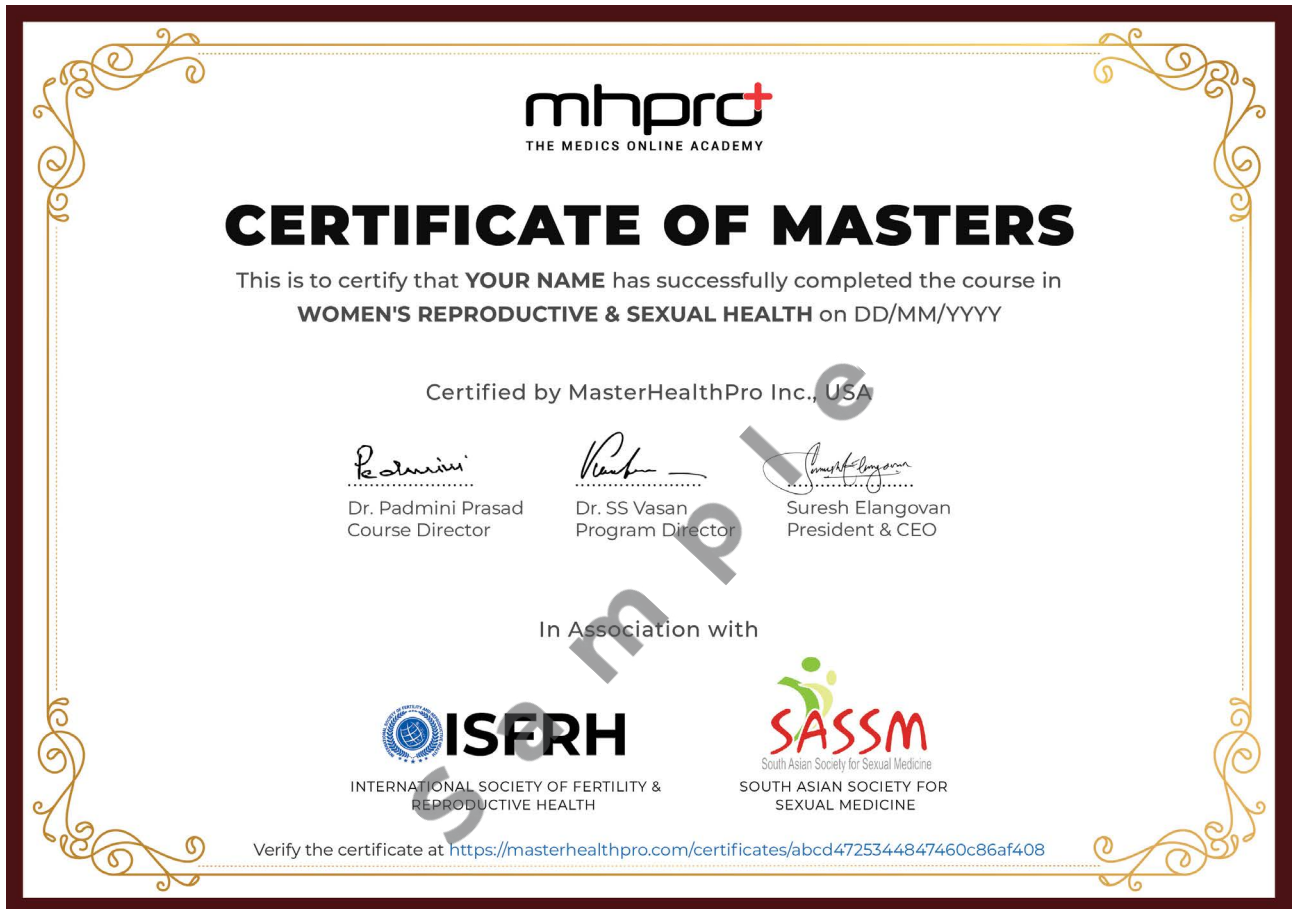 mhpro+
THE MEDICS ONLINE ACADEMY
CERTIFICATE OF MASTERS
This is to certify that YOUR NAME has successfully completed the course in
WOMEN'S REPRODUCTIVE & SEXUAL HEALTH on DD/MM/YYYY
Certified by MasterHealthPro Inc., USA
Padmini
Dr. Padmini Prasad
Course Director
Dr. SS Vasan
Program Director
Suresh Elangovan
Suresh Elangovan
President & CEO
Sample
In Association with
ISFRH
INTERNATIONAL SOCIETY OF FERTILITY &
REPRODUCTIVE HEALTH
SASSM
South Asian Society for Sexual Medicine
SOUTH ASIAN SOCIETY FOR
SEXUAL MEDICINE
Verify the certificate at https://masterhealthpro.com/certificates/abcd4725344847460c86af408